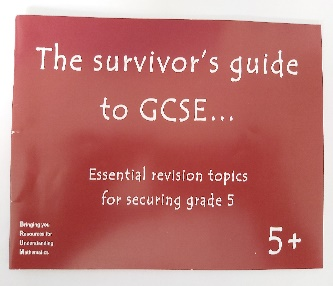 The survivor's guide
to GCSE...
Essential revision topics
for securing grade 5
Bringing you
Resources for
Understanding
Mathematics
5+